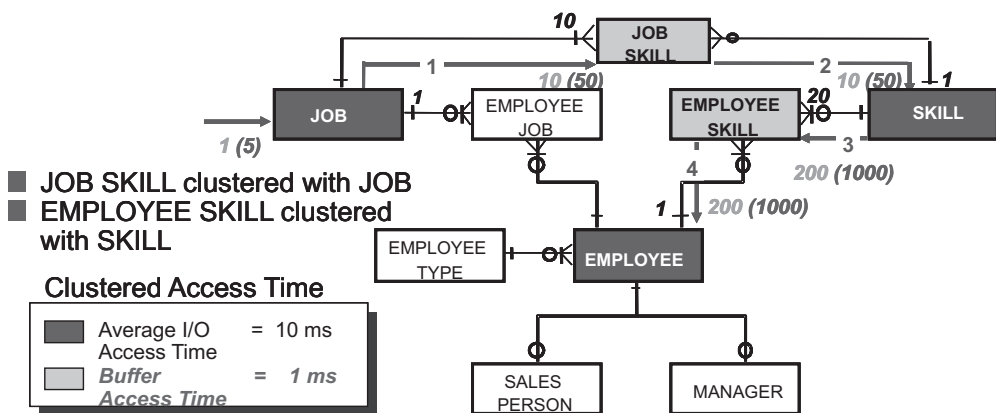 10
JOB
SKILL
1
2
10 (50)
10 (50)
1
1
JOB
EMPLOYEE
JOB
EMPLOYEE
SKILL
20
SKILL
1 (5)
3
4
200 (1000)
JOB SKILL clustered with JOB
EMPLOYEE SKILL clustered
with SKILL
1
200 (1000)
EMPLOYEE
TYPE
EMPLOYEE
Clustered Access Time
Average I/O = 10 ms
Access Time
Buffer = 1 ms
Access Time
SALES
PERSON
MANAGER